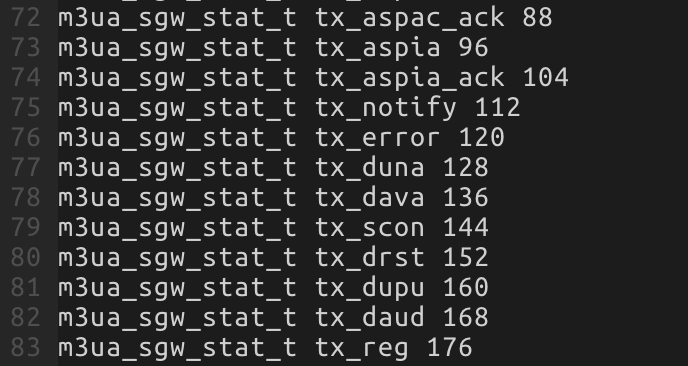 72 m3ua_sgw_stat_t tx_aspac_ack 88
73 m3ua_sgw_stat_t tx_aspia 96
74 m3ua_sgw_stat_t tx_aspia_ack 104
75 m3ua_sgw_stat_t tx_notify 112
76 m3ua_sgw_stat_t tx_error 120
77 m3ua_sgw_stat_t tx_duna 128
78 m3ua_sgw_stat_t tx_dava 136
79 m3ua_sgw_stat_t tx_scon 144
80 m3ua_sgw_stat_t tx_drst 152
81 m3ua_sgw_stat_t tx_dupu 160
82 m3ua_sgw_stat_t tx_daud 168
83 m3ua_sgw_stat_t tx_reg 176